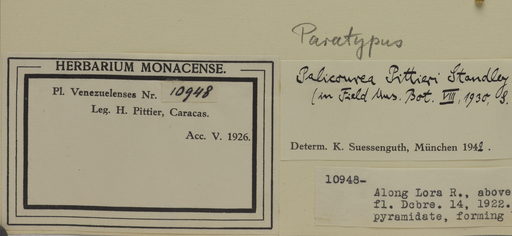 Paratypus
HERBARIUM MONACENSE.
Pl. Venezuelenses Nr. 10948
Leg. H. Pittier, Caracas.
Acc. V. 1926.
Palicourea Pittieri Standley
(in Field Mus. Bot. VIII, 1930, S.
Determ. K. Suessenguth, München 1942.
10948-
Along Lora R., above
fl. Dcbre. 14, 1922.
pyramidate, forming